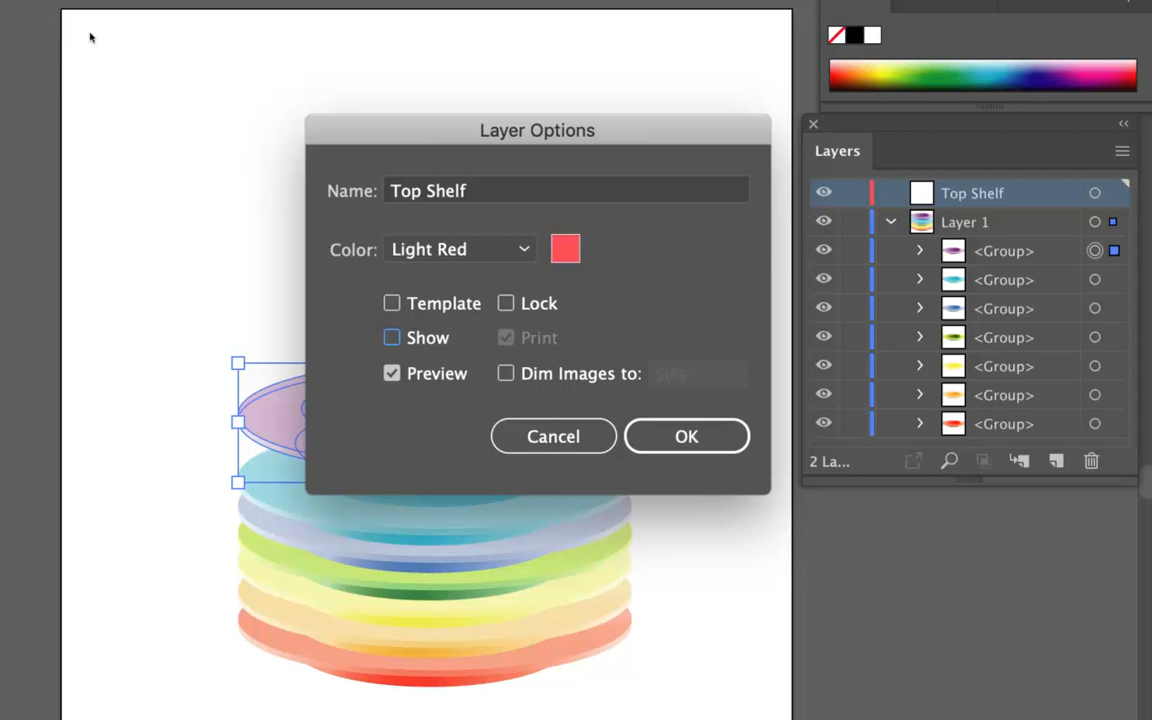 Layer Options
Name: Top Shelf
Color: Light Red
Template Lock
Show Print
Preview Dim Images to: 50%
Cancel OK
Layers
Top Shelf
Layer 1
<Group>
<Group>
<Group>
<Group>
<Group>
<Group>
<Group>
2 La...